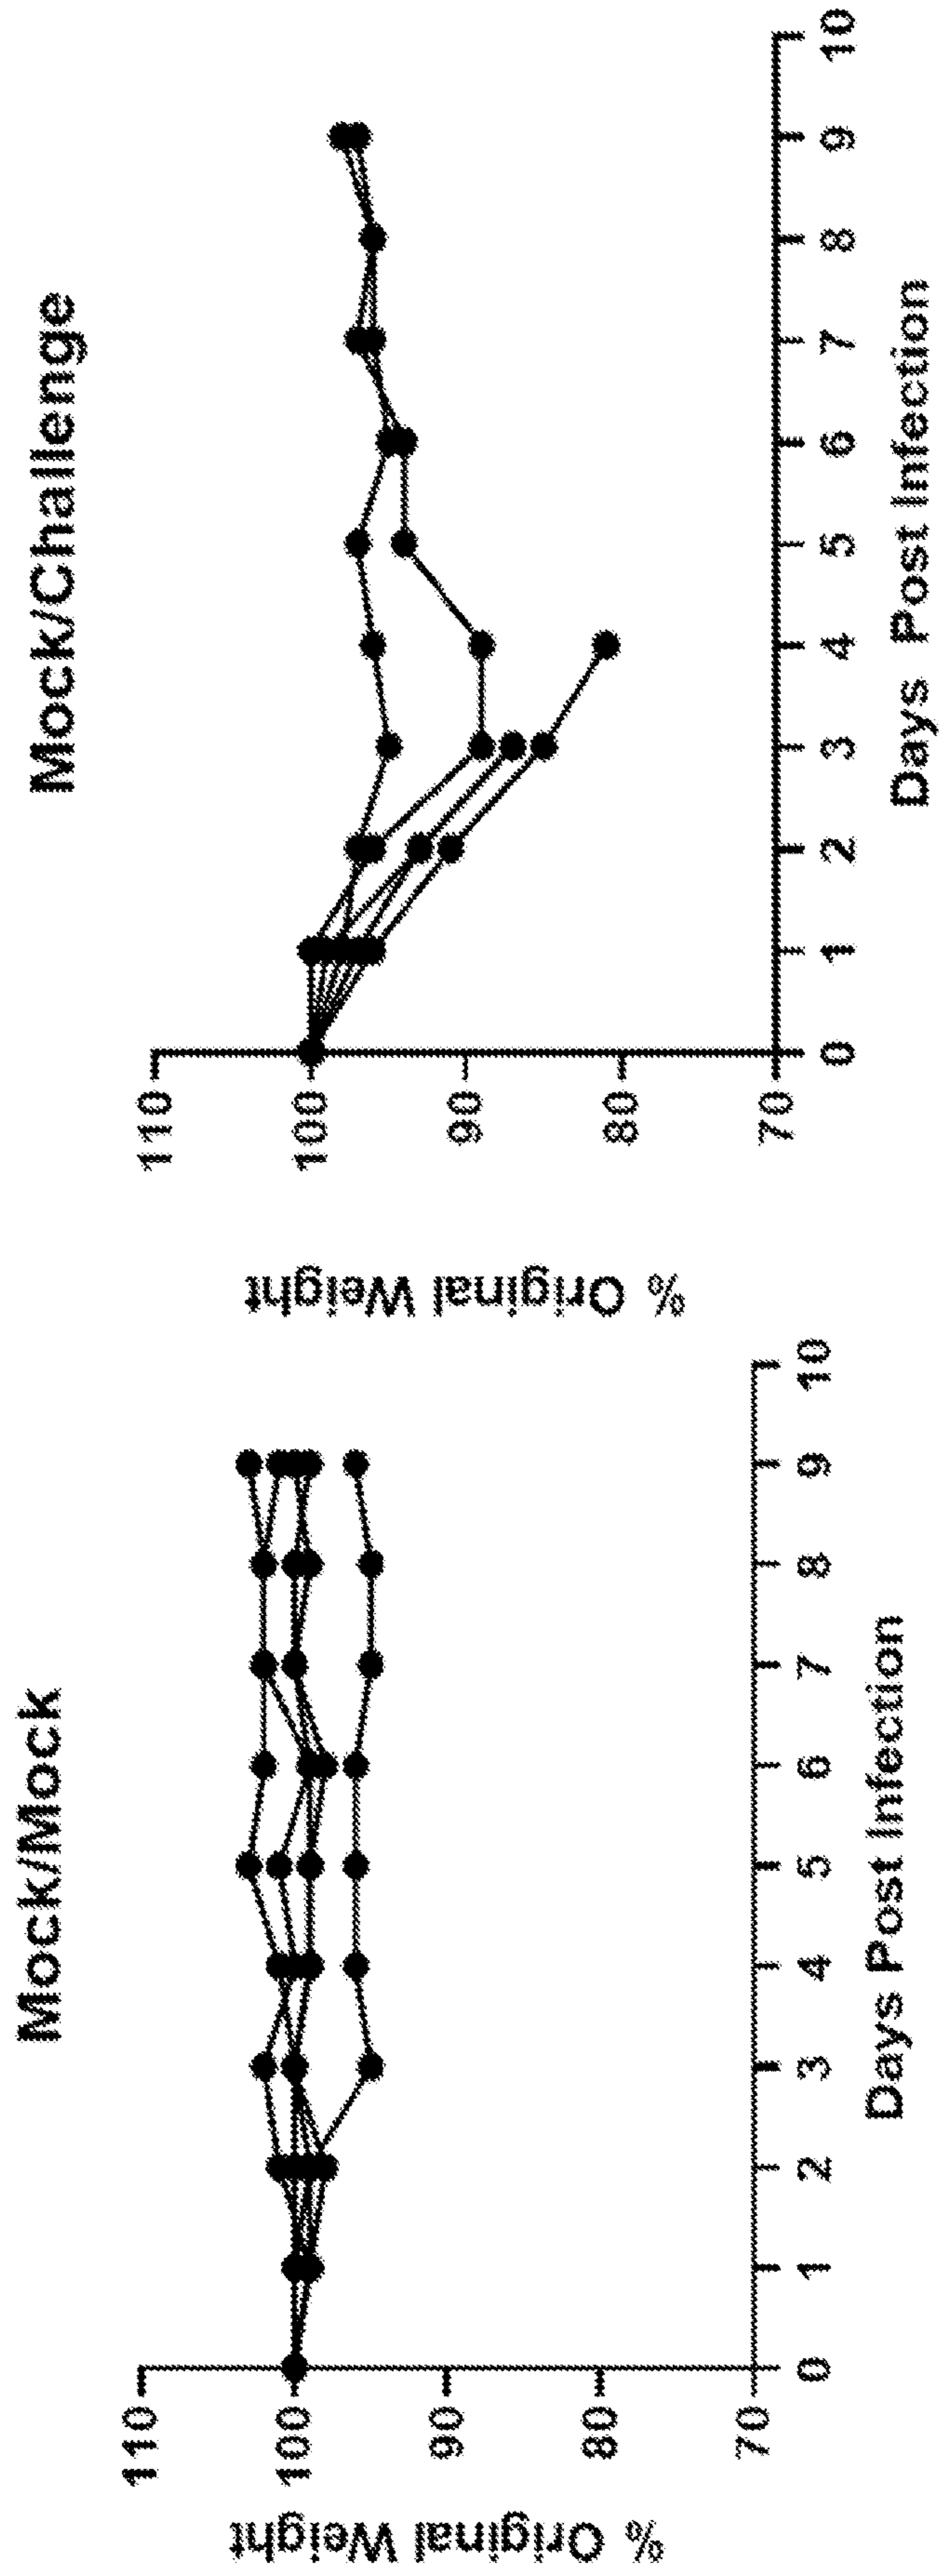 Mock/Mock
% Original Weight
110
100
90
80
70
0 1 2 3 4 5 6 7 8 9 10
Days Post Infection
Mock/Challenge
% Original Weight
110
100
90
80
70
0 1 2 3 4 5 6 7 8 9 10
Days Post Infection